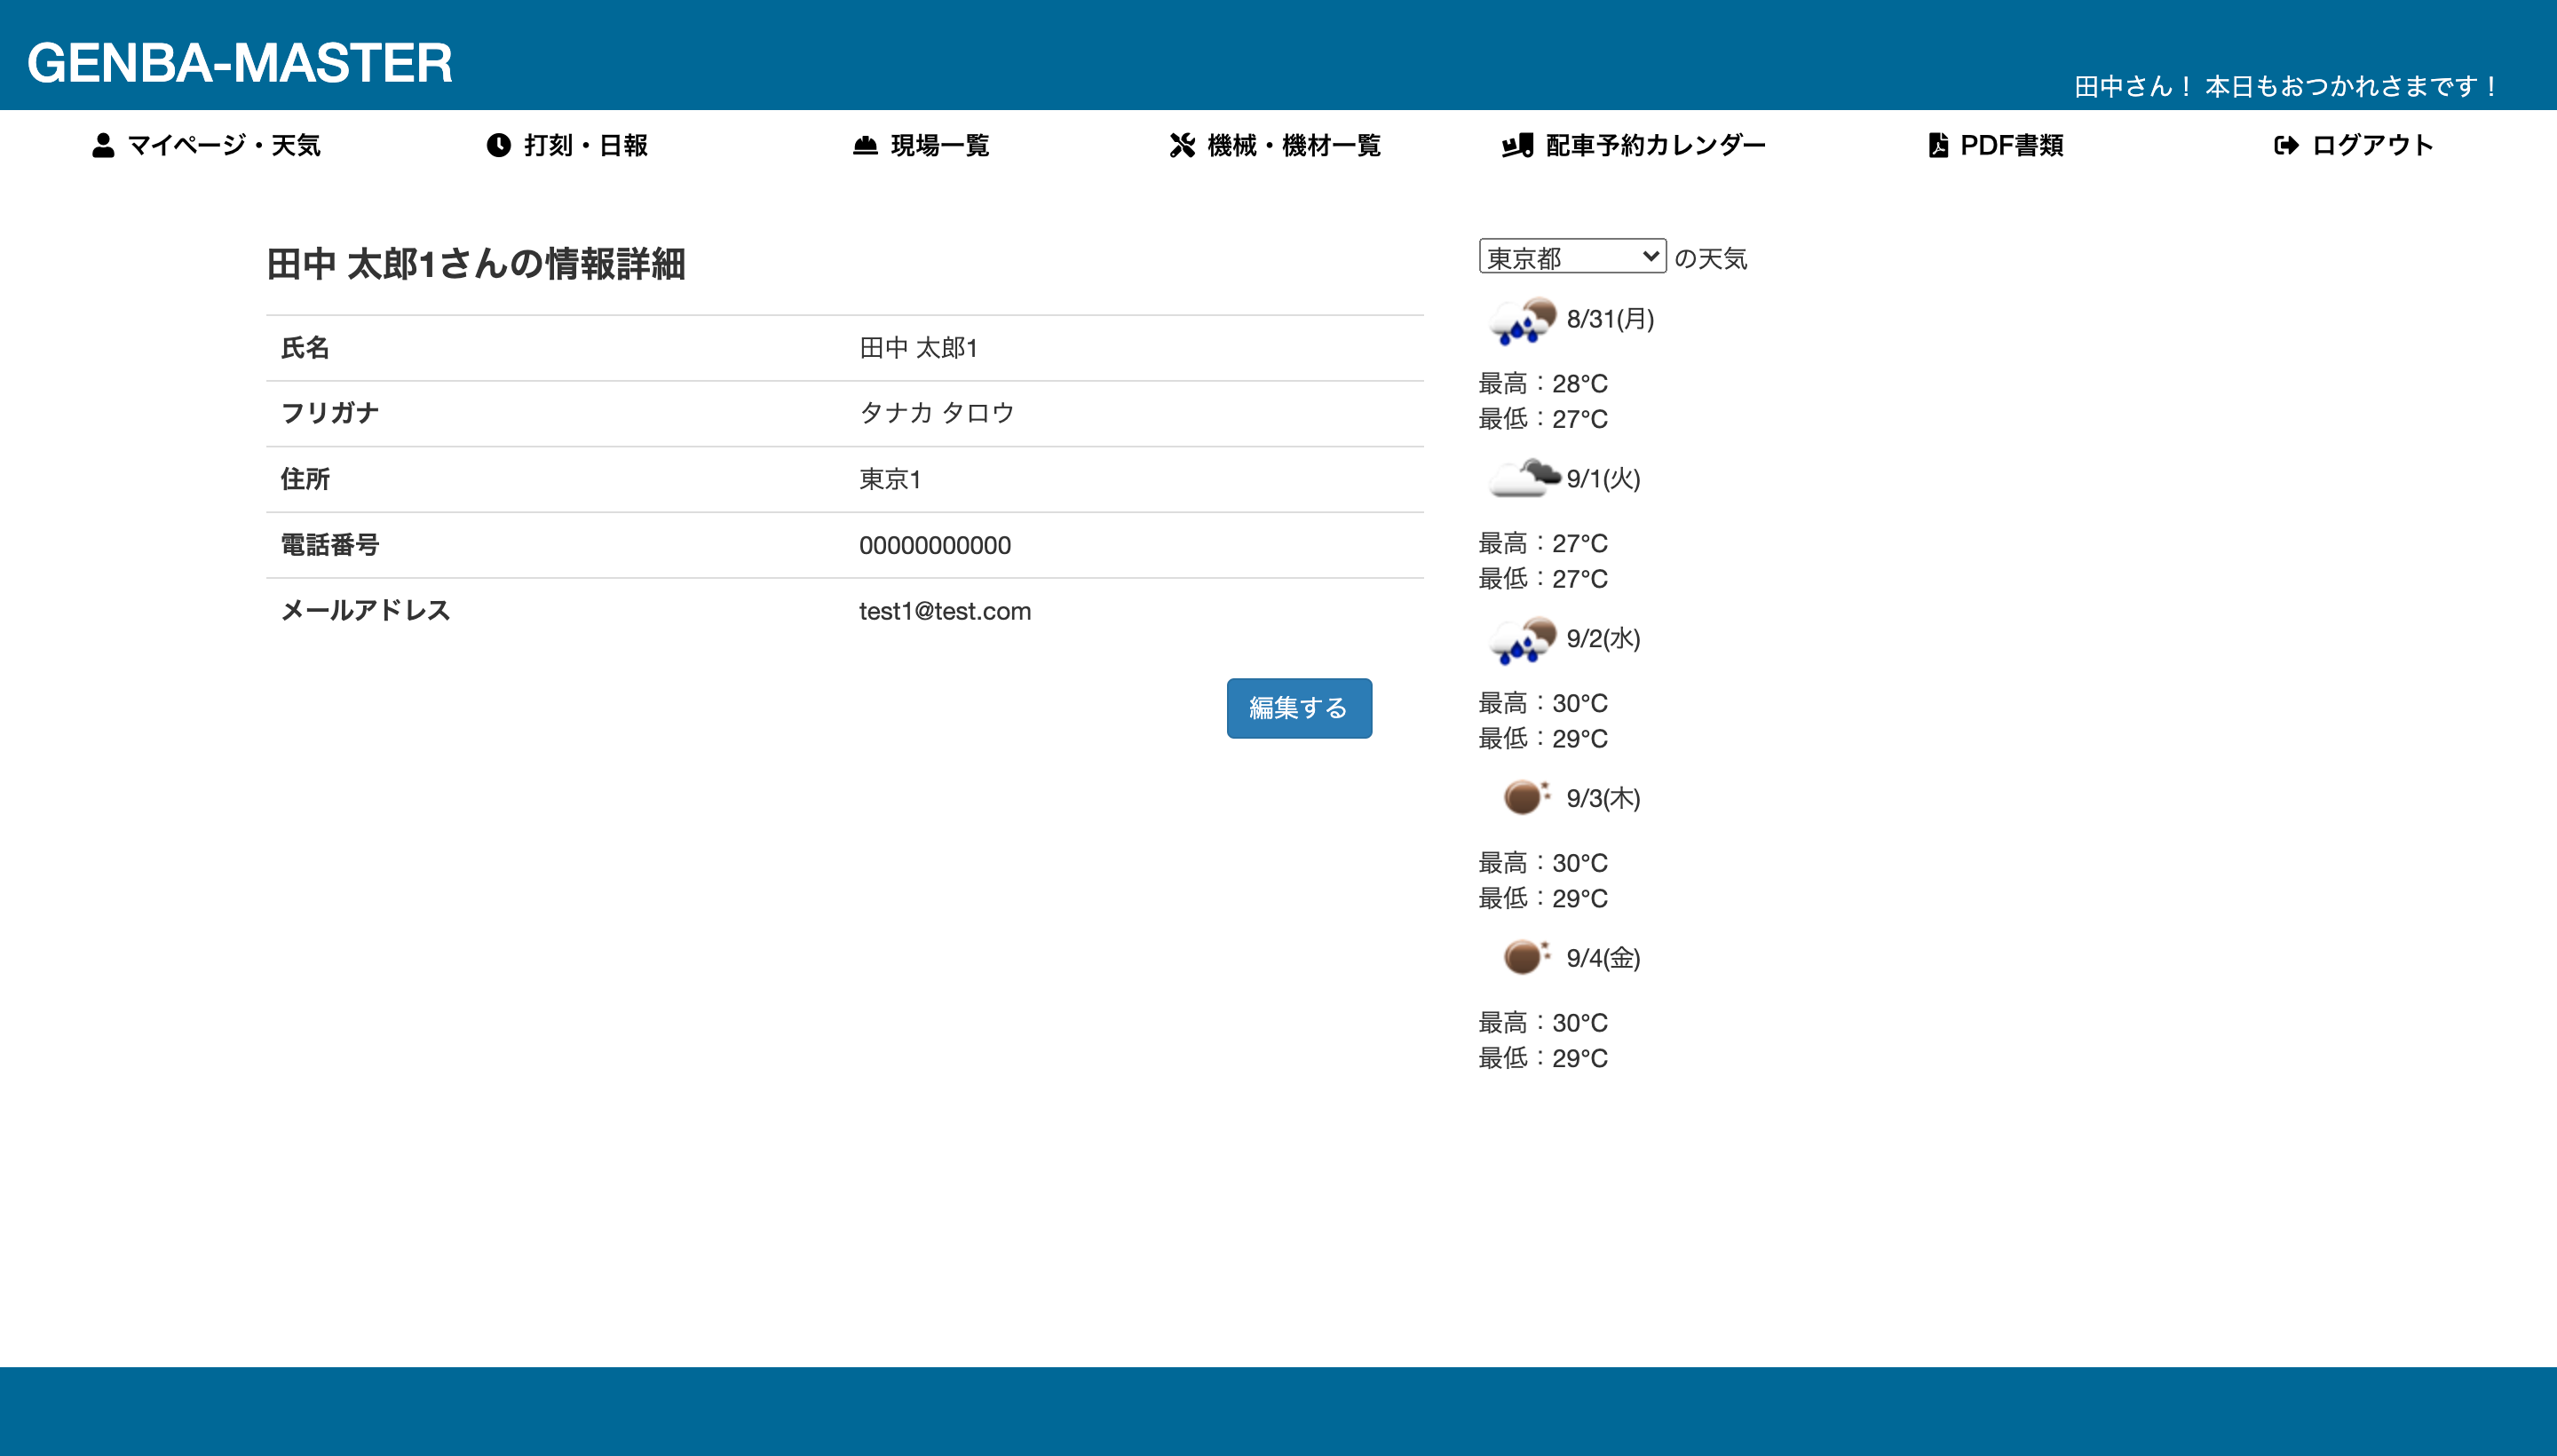 GENBA-MASTER
田中さん！ 本日もおつかれさまです！
マイページ・天気 打刻・日報 現場一覧 機械・機材一覧 配車予約カレンダー PDF書類 ログアウト
田中 太郎1さんの情報詳細
氏名 田中 太郎1
フリガナ タナカ タロウ
住所 東京1
電話番号 00000000000
メールアドレス test1@test.com
編集する
東京都 の天気
8/31(月)
最高：28°C
最低：27°C
9/1(火)
最高：27°C
最低：27°C
9/2(水)
最高：30°C
最低：29°C
9/3(木)
最高：30°C
最低：29°C
9/4(金)
最高：30°C
最低：29°C